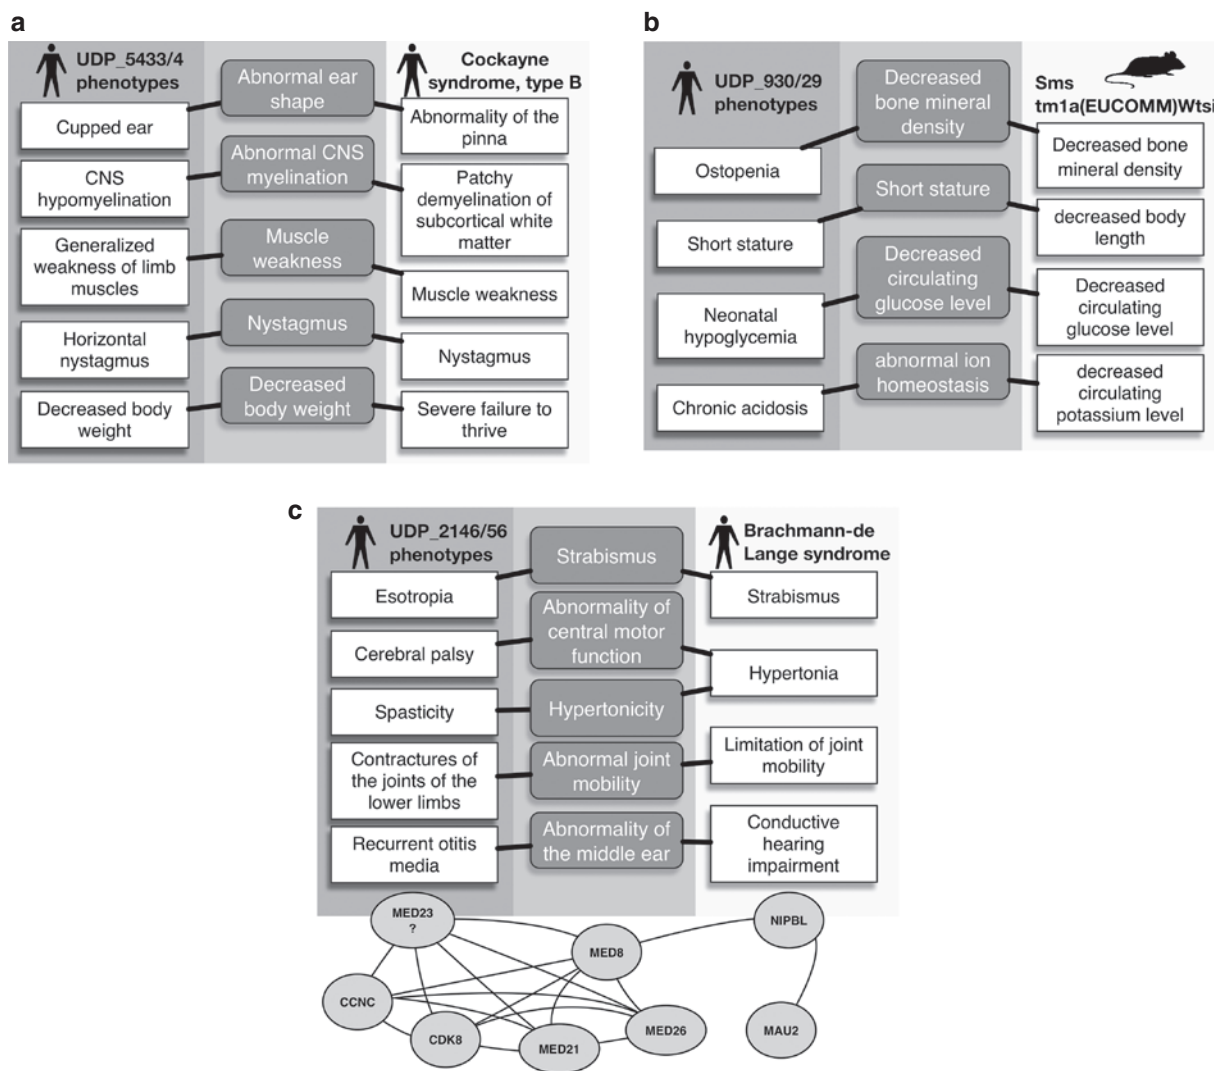 a
UDP_5433/4
phenotypes
Cockayne
syndrome, type B
Cupped ear
Abnormal ear
shape
Abnormality of the
pinna
CNS
hypomyelination
Abnormal CNS
myelination
Patchy
demyelination of
subcortical white
matter
Generalized
weakness of limb
muscles
Muscle
weakness
Muscle weakness
Horizontal
nystagmus
Nystagmus
Nystagmus
Decreased body
weight
Decreased
body weight
Severe failure to
thrive
b
UDP_930/29
phenotypes
Sms
tm1a(EUCOMM)Wtsi
Ostopenia
Decreased
bone mineral
density
Decreased bone
mineral density
Short stature
Short stature
decreased body
length
Neonatal
hypoglycemia
Decreased
circulating
glucose level
Decreased
circulating
glucose level
Chronic acidosis
abnormal ion
homeostasis
decreased
circulating
potassium level
c
UDP_2146/56
phenotypes
Brachmann-de
Lange syndrome
Esotropia
Strabismus
Strabismus
Cerebral palsy
Abnormality of
central motor
function
Hypertonia
Spasticity
Hypertonicity
Contractures of
the joints of the
lower limbs
Abnormal joint
mobility
Limitation of joint
mobility
Recurrent otitis
media
Abnormality of
the middle ear
Conductive
hearing
impairment
MED23
?
MED8
NIPBL
CCNC
CDK8
MED21
MED26
MAU2